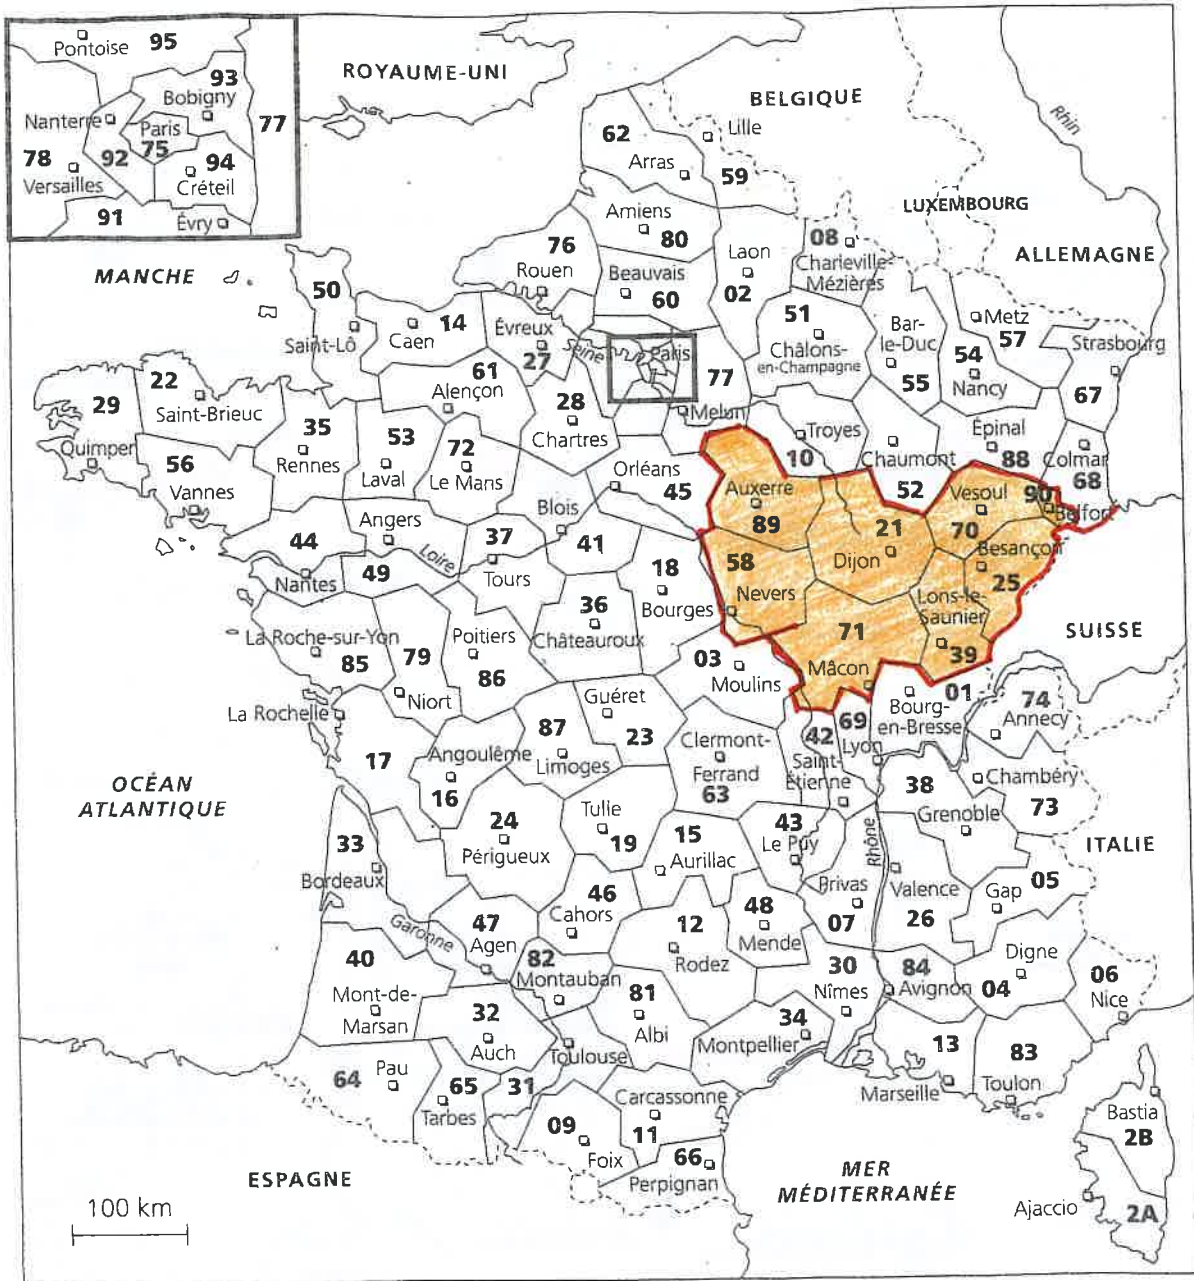 Pontoise 95
93
Bobigny
Nanterre
Paris
75
77
78
92
94
Versailles
Créteil
91
Évry
ROYAUME-UNI
BELGIQUE
Rhin
LUXEMBOURG
ALLEMAGNE
MANCHE
62
Arras
Lille
59
Amiens
80
76
Rouen
Beauvais
60
Laon
02
08
Charleville-
Mézières
50
Saint-Lô
14
Caen
Évreux
27
Seine
Paris
77
Melun
51
Châlons-
en-Champagne
Bar-
le-Duc
55
Metz
57
54
Nancy
Strasbourg
67
22
Saint-Brieuc
29
Quimper
56
Vannes
35
Rennes
53
Laval
61
Alençon
72
Le Mans
28
Chartres
Orléans
45
Troyes
10
Chaumont
52
Épinal
88
Colmar
68
Auxerre
89
Vesoul
70
90
Belfort
21
Dijon
Besançon
25
44
Nantes
Angers
49
Loire
37
Tours
Blois
41
18
Bourges
58
Nevers
Lons-le-
Saunier
39
SUISSE
La Roche-sur-Yon
85
79
Niort
Poitiers
86
36
Châteauroux
03
Moulins
71
Mâcon
01
Bourg-
en-Bresse
74
Annecy
La Rochelle
17
Angoulême
16
87
Limoges
Guéret
23
Clermont-
Ferrand
63
42
Saint-
Étienne
69
Lyon
38
Grenoble
Chambéry
73
ITALIE
OCÉAN
ATLANTIQUE
33
Bordeaux
24
Périgueux
Tulle
19
15
Aurillac
43
Le Puy
Rhône
Valence
26
Gap
05
Garonne
47
Agen
46
Cahors
12
Rodez
48
Mende
Privas
07
40
Mont-de-
Marsan
82
Montauban
81
Albi
30
Nîmes
84
Avignon
Digne
04
06
Nice
32
Auch
Toulouse
31
34
Montpellier
13
Marseille
83
Toulon
64
Pau
65
Tarbes
09
Foix
Carcassonne
11
66
Perpignan
ESPAGNE
MER
MÉDITERRANÉE
Bastia
2B
Ajaccio
2A
100 km